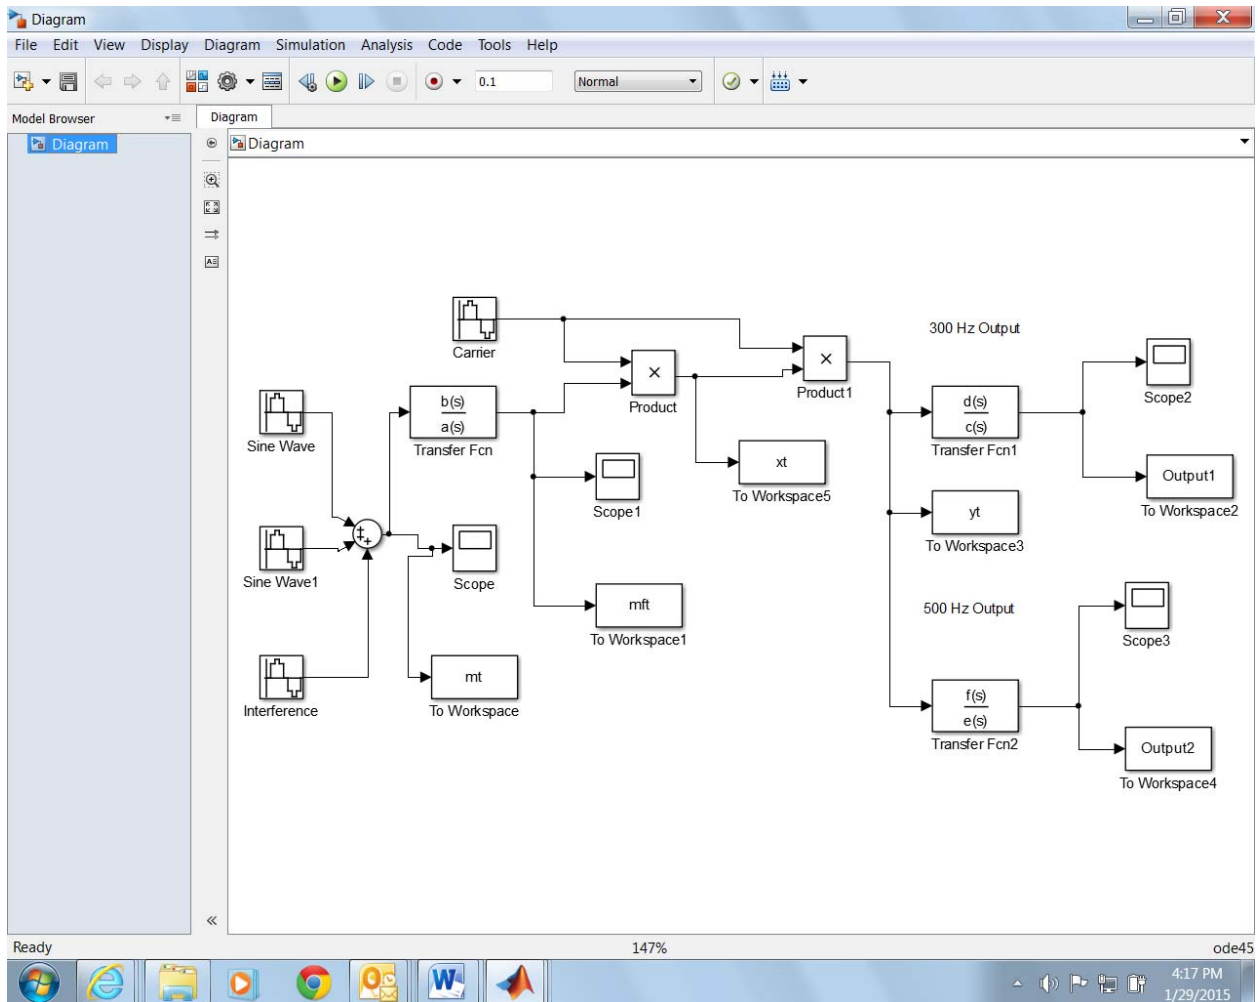 Diagram
File Edit View Display Diagram Simulation Analysis Code Tools Help
0.1 Normal
Model Browser
Diagram
Diagram
Diagram
Carrier
300 Hz Output
×
Product
×
Product1
Scope2
Sine Wave
b(s)
a(s)
Transfer Fcn
d(s)
c(s)
Transfer Fcn1
xt
To Workspace5
Output1
To Workspace2
Scope1
yt
To Workspace3
Sine Wave1
Scope
mft
To Workspace1
500 Hz Output
Scope3
Interference
mt
To Workspace
f(s)
e(s)
Transfer Fcn2
Output2
To Workspace4
Ready 147% ode45
4:17 PM
1/29/2015